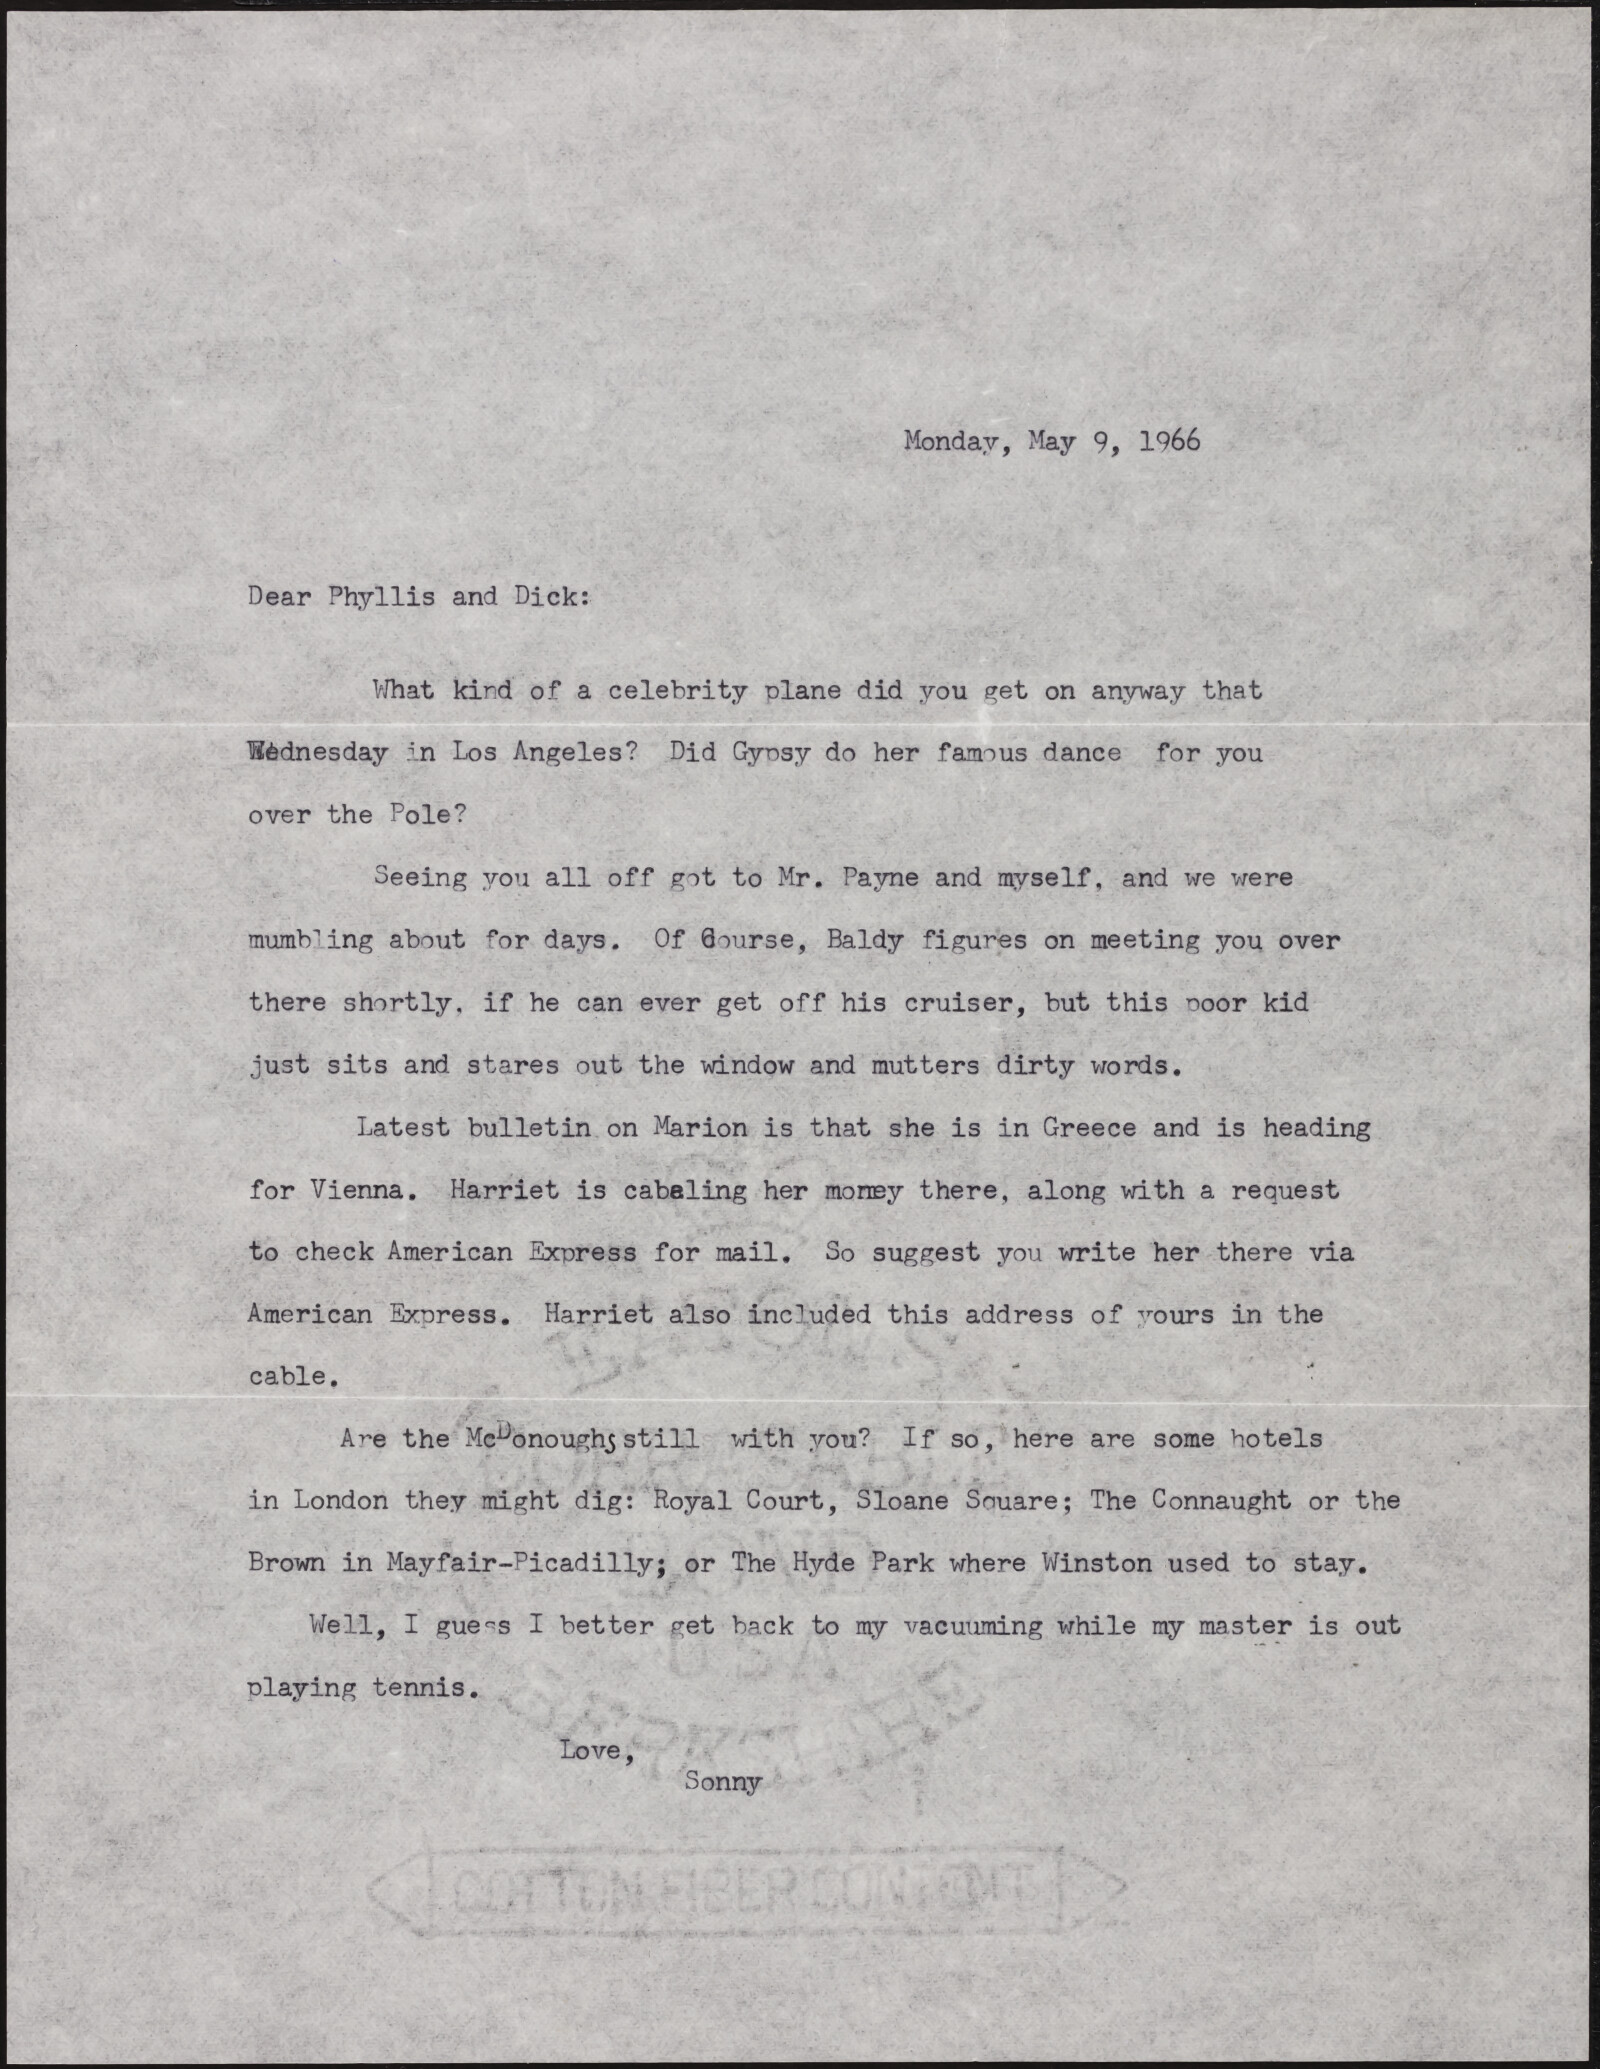 Monday, May 9, 1966
Dear Phyllis and Dick:
What kind of a celebrity plane did you get on anyway that
Wednesday in Los Angeles? Did Gypsy do her famous dance for you
over the Pole?
Seeing you all off got to Mr. Payne and myself, and we were
mumbling about for days. Of Course, Baldy figures on meeting you over
there shortly, if he can ever get off his cruiser, but this poor kid
just sits and stares out the window and mutters dirty words.
Latest bulletin on Marion is that she is in Greece and is heading
for Vienna. Harriet is cabeling her money there, along with a request
to check American Express for mail. So suggest you write her there via
American Express. Harriet also included this address of yours in the
cable.
Are the McDonoughs still with you? If so, here are some hotels
in London they might dig: Royal Court, Sloane Square; The Connaught or the
Brown in Mayfair-Picadilly; or The Hyde Park where Winston used to stay.
Well, I guess I better get back to my vacuuming while my master is out
playing tennis.
Love,
Sonny
COTTON FIBER CONTENT